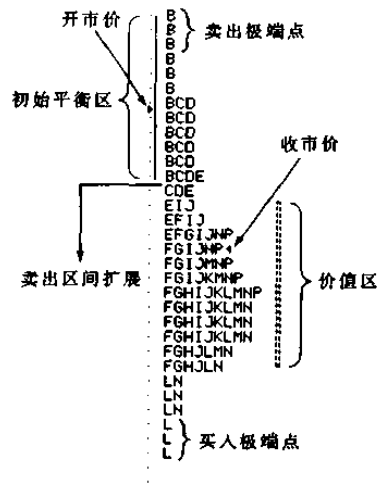 开市价
卖出极端点
初始平衡区
收市价
卖出区间扩展
价值区
买入极端点
B
B
B
B
B
B
BCD
BCD
BCD
BCD
BCD
BCDE
CDE
EIJ
EFIJ
EFGIJNP
FGIJNP
FGIJMNP
FGIJKMNP
FGHIJKLMNP
FGHIJKLMN
FGHIJKLMN
FGHIJKLMN
FGHJLMN
FGHJLN
LN
LN
LN
L
L
L